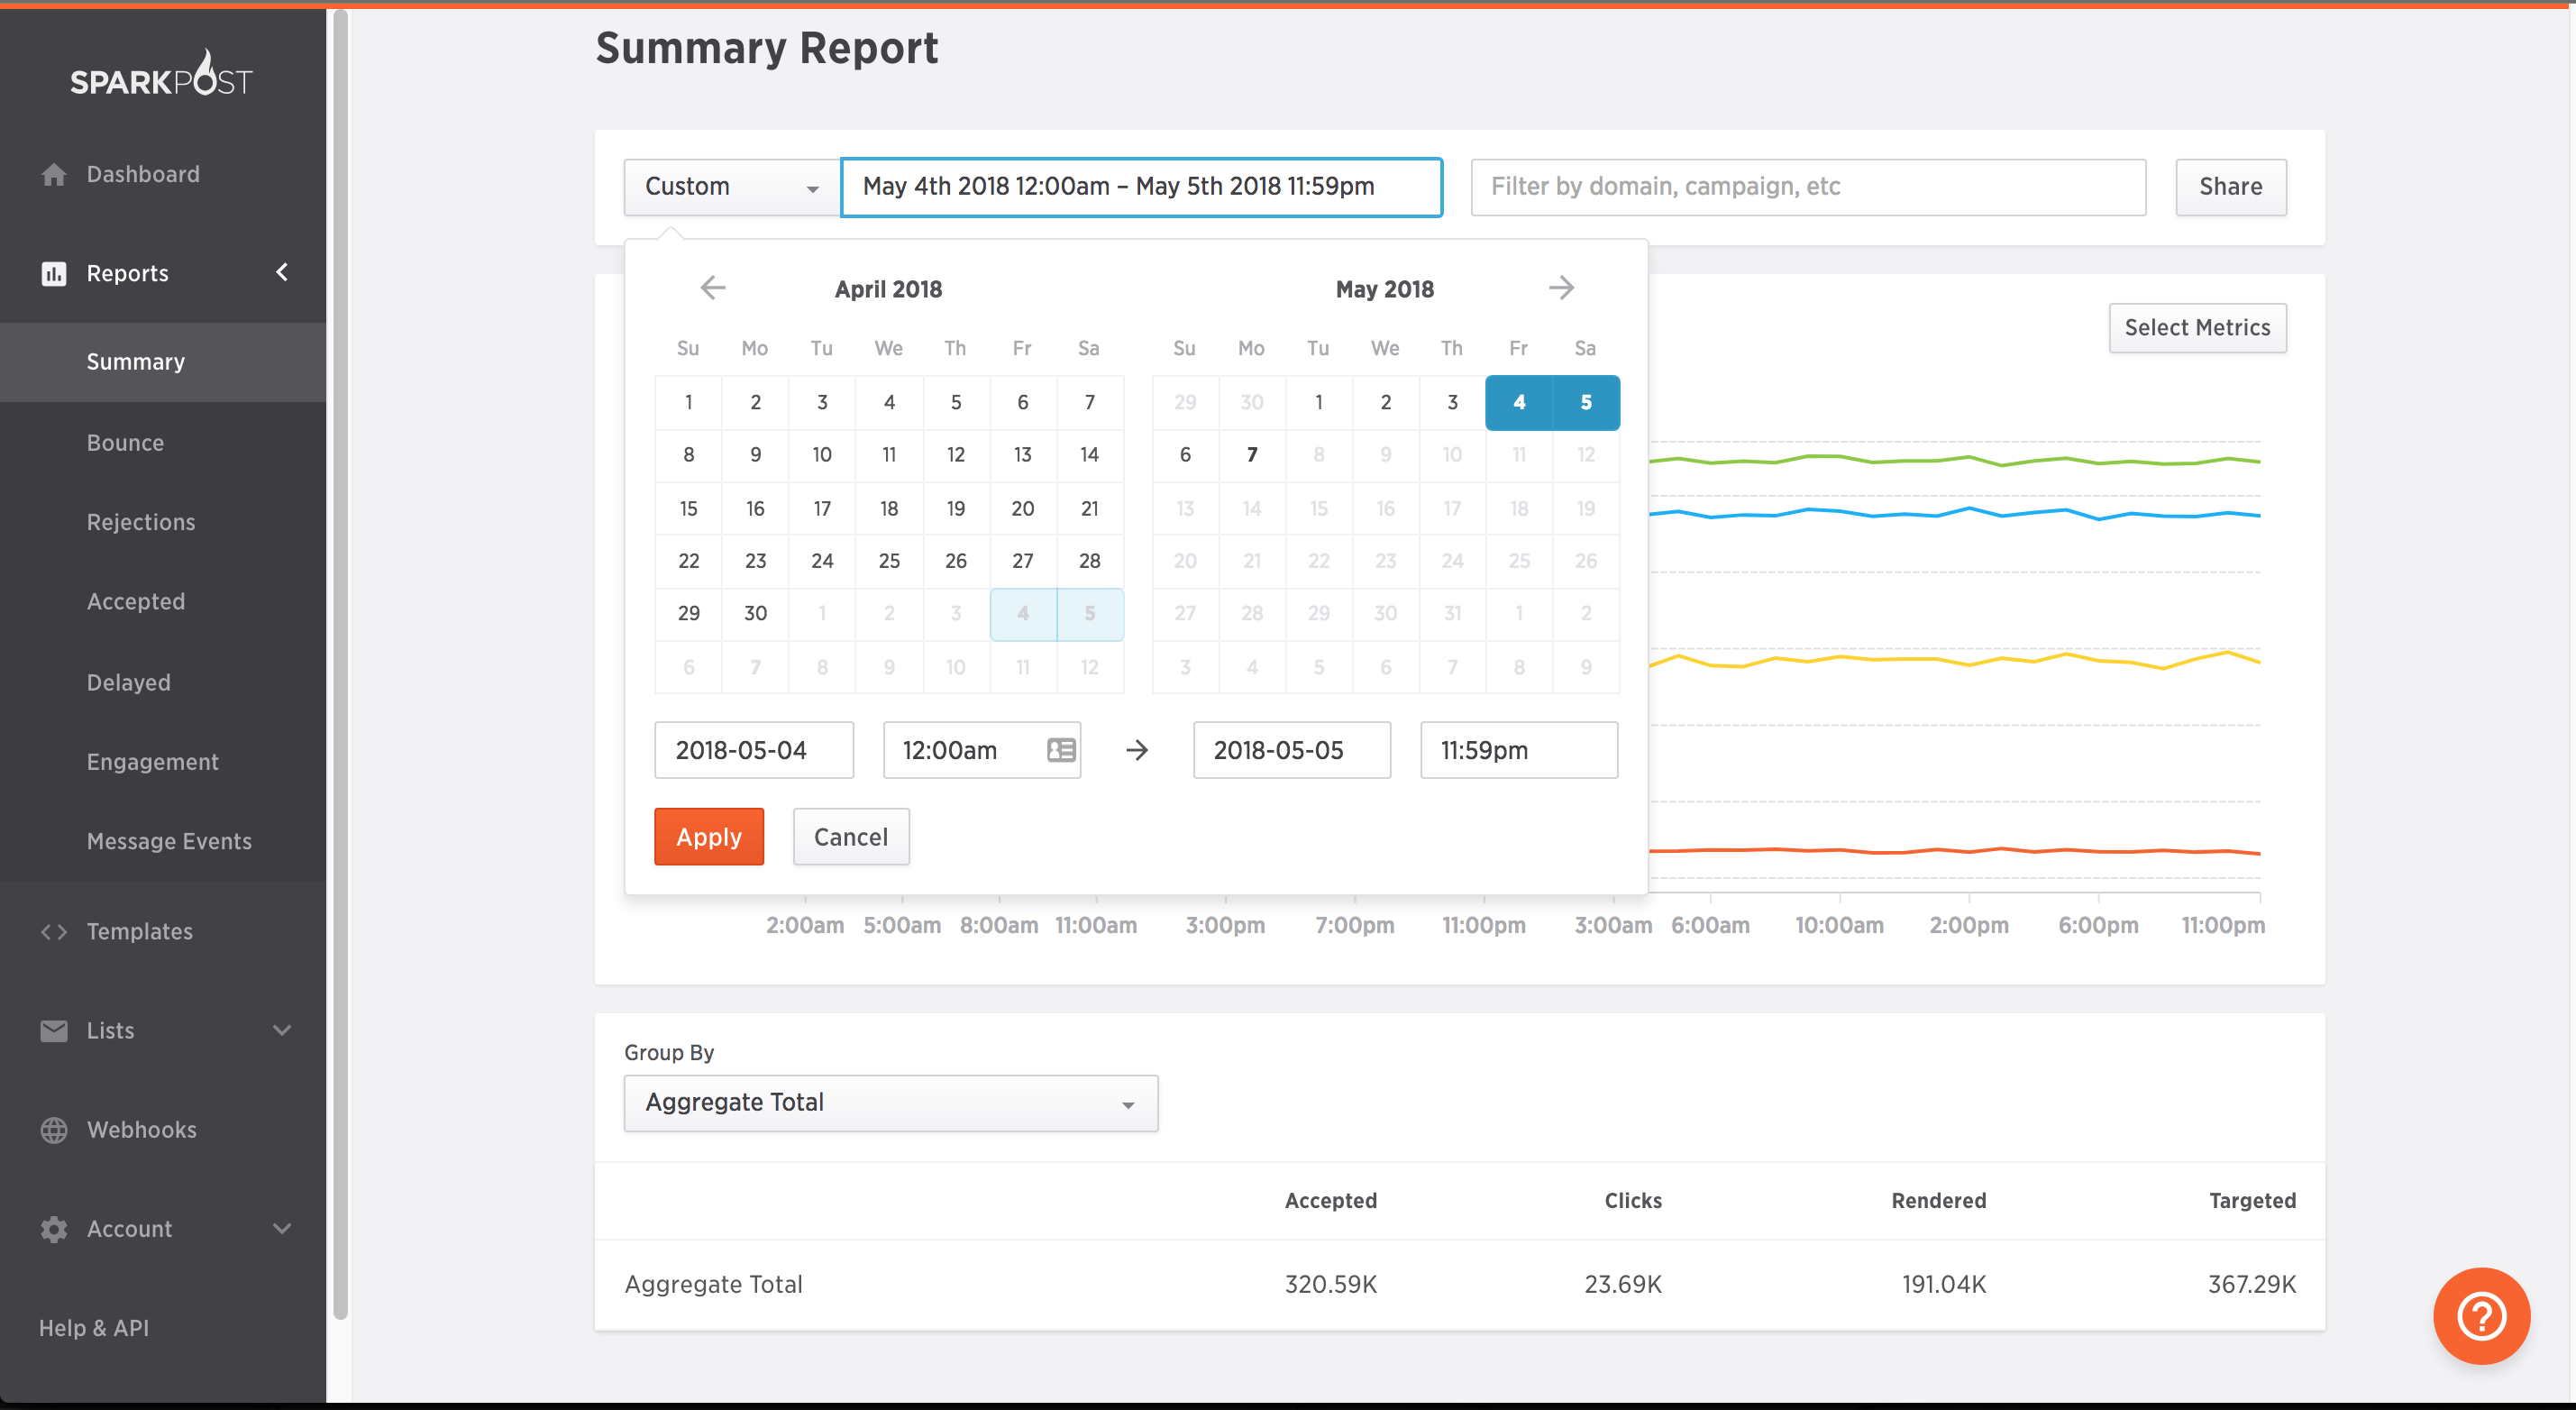 SPARKPOST
Dashboard
Reports
Summary
Bounce
Rejections
Accepted
Delayed
Engagement
Message Events
Templates
Lists
Webhooks
Account
Help & API
Summary Report
Custom May 4th 2018 12:00am – May 5th 2018 11:59pm Filter by domain, campaign, etc Share
Select Metrics
April 2018
Su Mo Tu We Th Fr Sa
1 2 3 4 5 6 7
8 9 10 11 12 13 14
15 16 17 18 19 20 21
22 23 24 25 26 27 28
29 30 1 2 3 4 5
6 7 8 9 10 11 12
May 2018
Su Mo Tu We Th Fr Sa
29 30 1 2 3 4 5
6 7 8 9 10 11 12
13 14 15 16 17 18 19
20 21 22 23 24 25 26
27 28 29 30 31 1 2
3 4 5 6 7 8 9
2018-05-04 12:00am → 2018-05-05 11:59pm
Apply Cancel
2:00am 5:00am 8:00am 11:00am 3:00pm 7:00pm 11:00pm 3:00am 6:00am 10:00am 2:00pm 6:00pm 11:00pm
Group By
Aggregate Total
Accepted Clicks Rendered Targeted
Aggregate Total 320.59K 23.69K 191.04K 367.29K
?